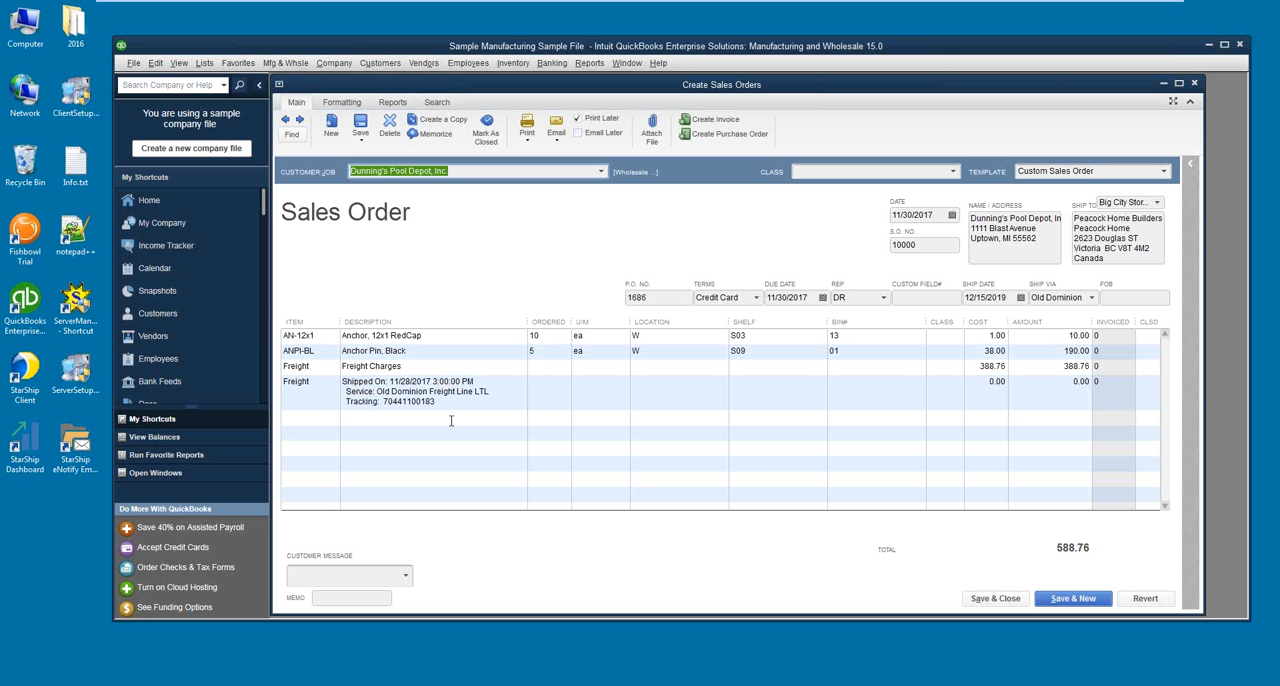 Computer
2016
Network
ClientSetup...
Recycle Bin
Info.txt
Fishbowl
Trial
notepad++
QuickBooks
Enterprise...
ServerMan...
- Shortcut
StarShip
Client
ServerSetup...
StarShip
Dashboard
StarShip
eNotify Em...
Sample Manufacturing Sample File - Intuit QuickBooks Enterprise Solutions: Manufacturing and Wholesale 15.0
File Edit View Lists Favorites Mfg & Whsle Company Customers Vendors Employees Inventory Banking Reports Window Help
Search Company or Help
You are using a sample
company file
Create a new company file
My Shortcuts
Home
My Company
Income Tracker
Calendar
Snapshots
Customers
Vendors
Employees
Bank Feeds
Docs
My Shortcuts
View Balances
Run Favorite Reports
Open Windows
Do More With QuickBooks
Save 40% on Assisted Payroll
Accept Credit Cards
Order Checks & Tax Forms
Turn on Cloud Hosting
See Funding Options
Create Sales Orders
Main Formatting Reports Search
Find
New
Save
Delete
Create a Copy
Memorize
Mark As
Closed
Print
Email
Print Later
Email Later
Attach
File
Create Invoice
Create Purchase Order
CUSTOMER:JOB Dunning's Pool Depot, Inc. [Wholesale ...] CLASS TEMPLATE Custom Sales Order
Sales Order
DATE
11/30/2017
S.O. NO.
10000
NAME / ADDRESS
Dunning's Pool Depot, In
1111 Blast Avenue
Uptown, MI 55562
SHIP TO Big City Stor...
Peacock Home Builders
Peacock Home
2623 Douglas ST
Victoria BC V8T 4M2
Canada
P.O. NO. TERMS DUE DATE REP CUSTOM FIELD# SHIP DATE SHIP VIA FOB
1686 Credit Card 11/30/2017 DR 12/15/2019 Old Dominion
ITEM DESCRIPTION ORDERED U/M LOCATION SHELF BIN# CLASS COST AMOUNT INVOICED CLSD
AN-12x1 Anchor, 12x1 RedCap 10 ea W S03 13 1.00 10.00 0
ANPI-BL Anchor Pin, Black 5 ea W S09 01 38.00 190.00 0
Freight Freight Charges 388.76 388.76 0
Freight Shipped On: 11/28/2017 3:00:00 PM 0.00 0.00 0
Service: Old Dominion Freight Line LTL
Tracking: 70441100183
TOTAL 588.76
CUSTOMER MESSAGE
MEMO
Save & Close Save & New Revert